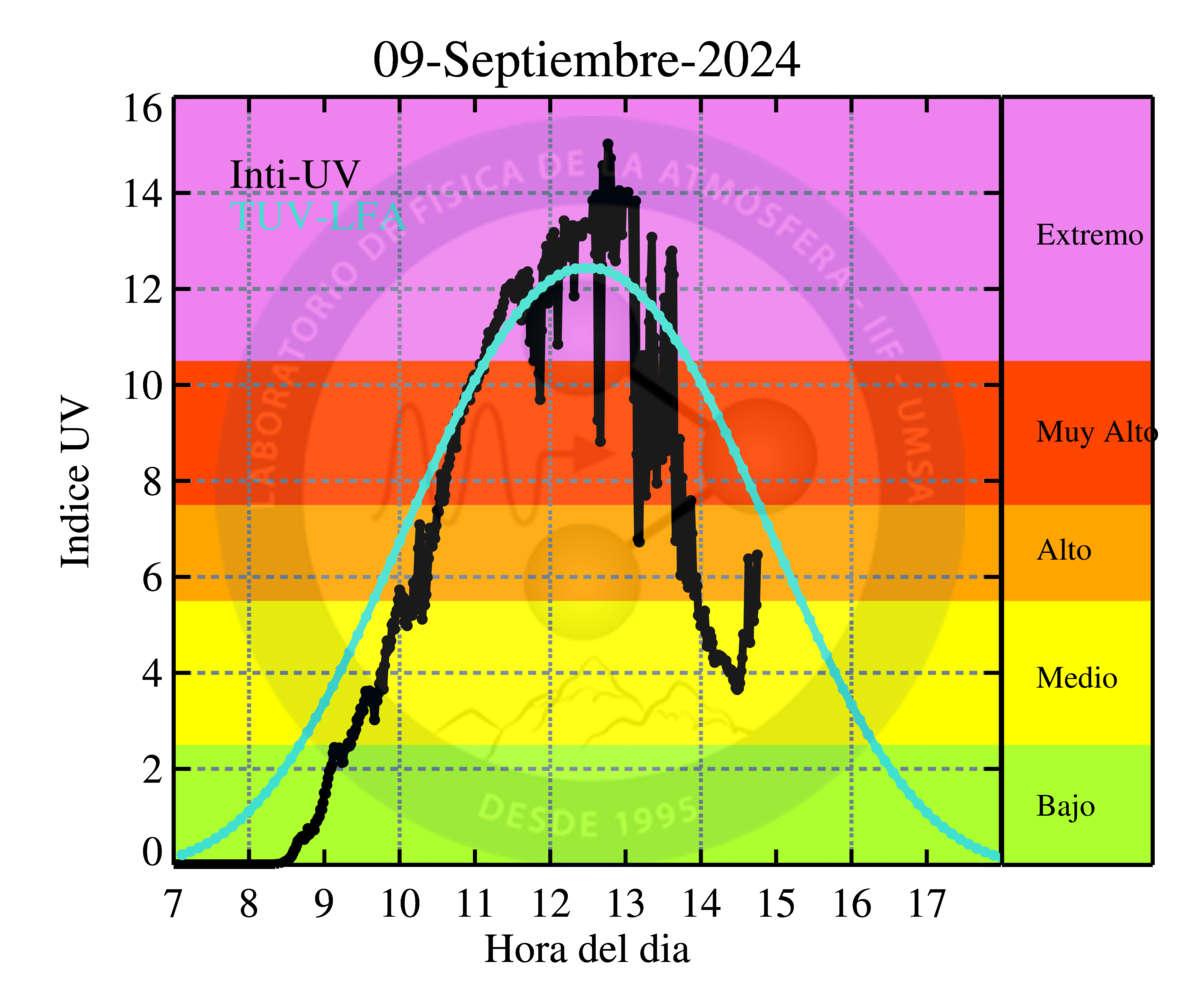 09-Septiembre-2024
16
14
12
10
8
6
4
2
0
Indice UV
Inti-UV
TUV-LFA
LABORATORIO DE FÍSICA DE LA ATMÓSFERA - IIF - UMSA
DESDE 1995
Extremo
Muy Alto
Alto
Medio
Bajo
7 8 9 10 11 12 13 14 15 16 17
Hora del dia